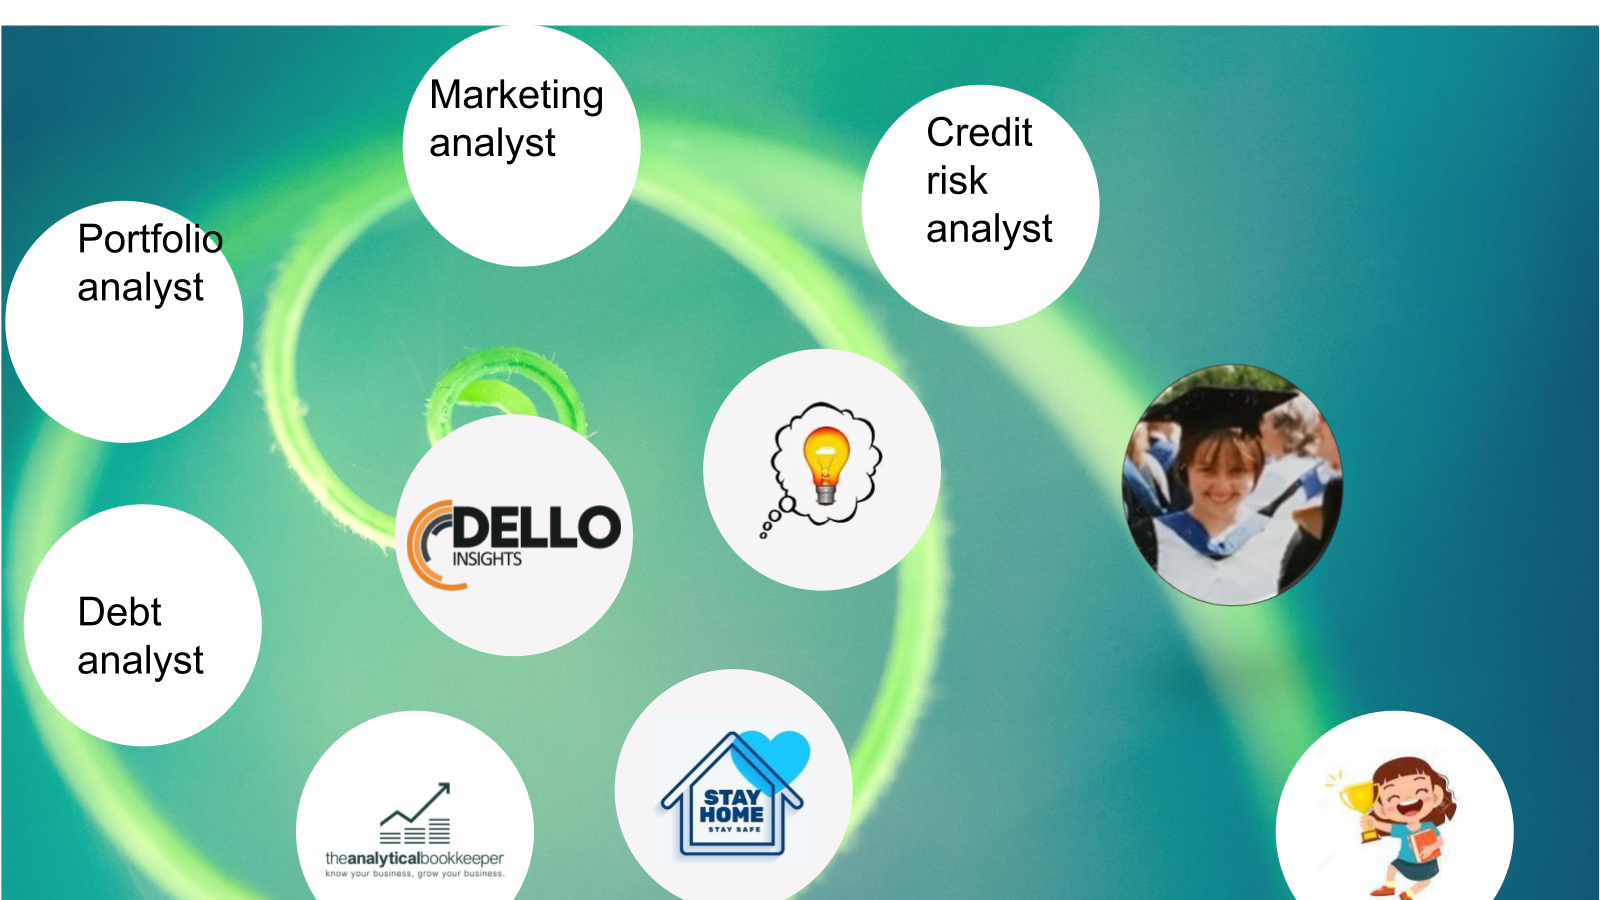 Marketing
analyst
Credit
risk
analyst
Portfolio
analyst
DELLO
INSIGHTS
Debt
analyst
STAY
HOME
STAY SAFE
theanalyticalbookkeeper
know your business, grow your business.